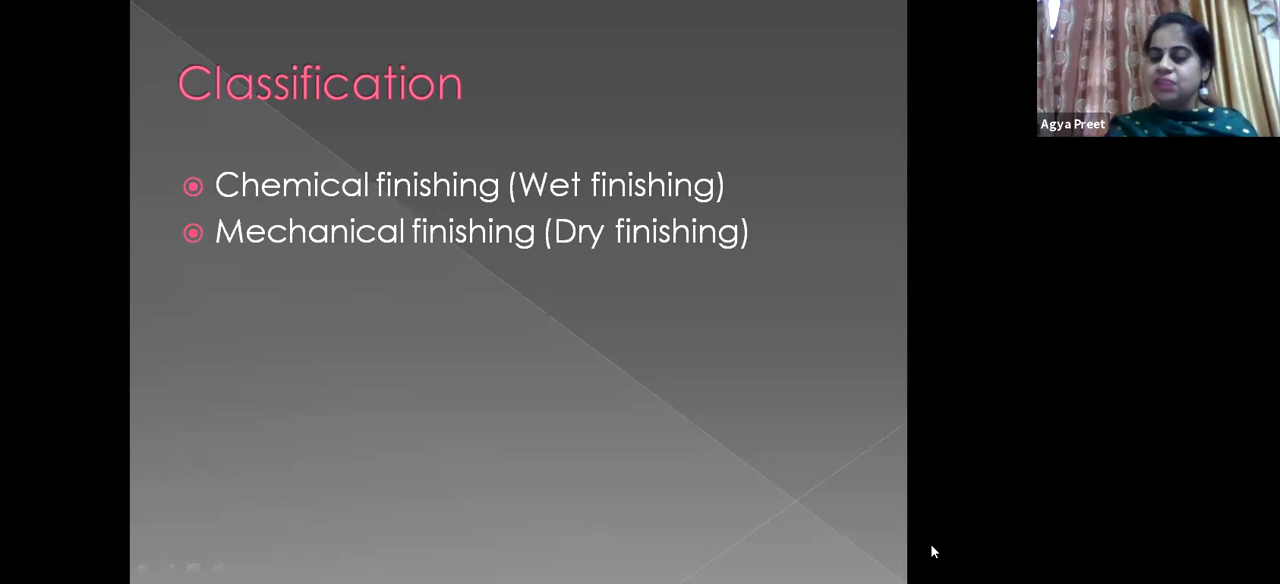 Classification
Chemical finishing (Wet finishing)
Mechanical finishing (Dry finishing)
Agya Preet